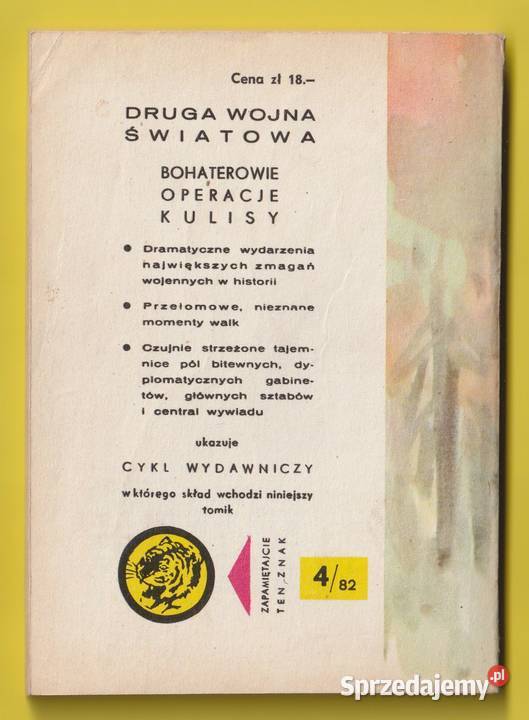 Cena zł 18.–
DRUGA WOJNA
ŚWIATOWA
BOHATEROWIE
OPERACJE
KULISY
● Dramatyczne wydarzenia
największych zmagań
wojennych w historii
● Przełomowe, nieznane
momenty walk
● Czujnie strzeżone tajem-
nice pól bitewnych, dy-
plomatycznych gabine-
tów, głównych sztabów
i central wywiadu
ukazuje
CYKL WYDAWNICZY
w którego skład wchodzi niniejszy
tomik
ZAPAMIĘTAJCIE
TEN ZNAK
4/82
Sprzedajemy.pl